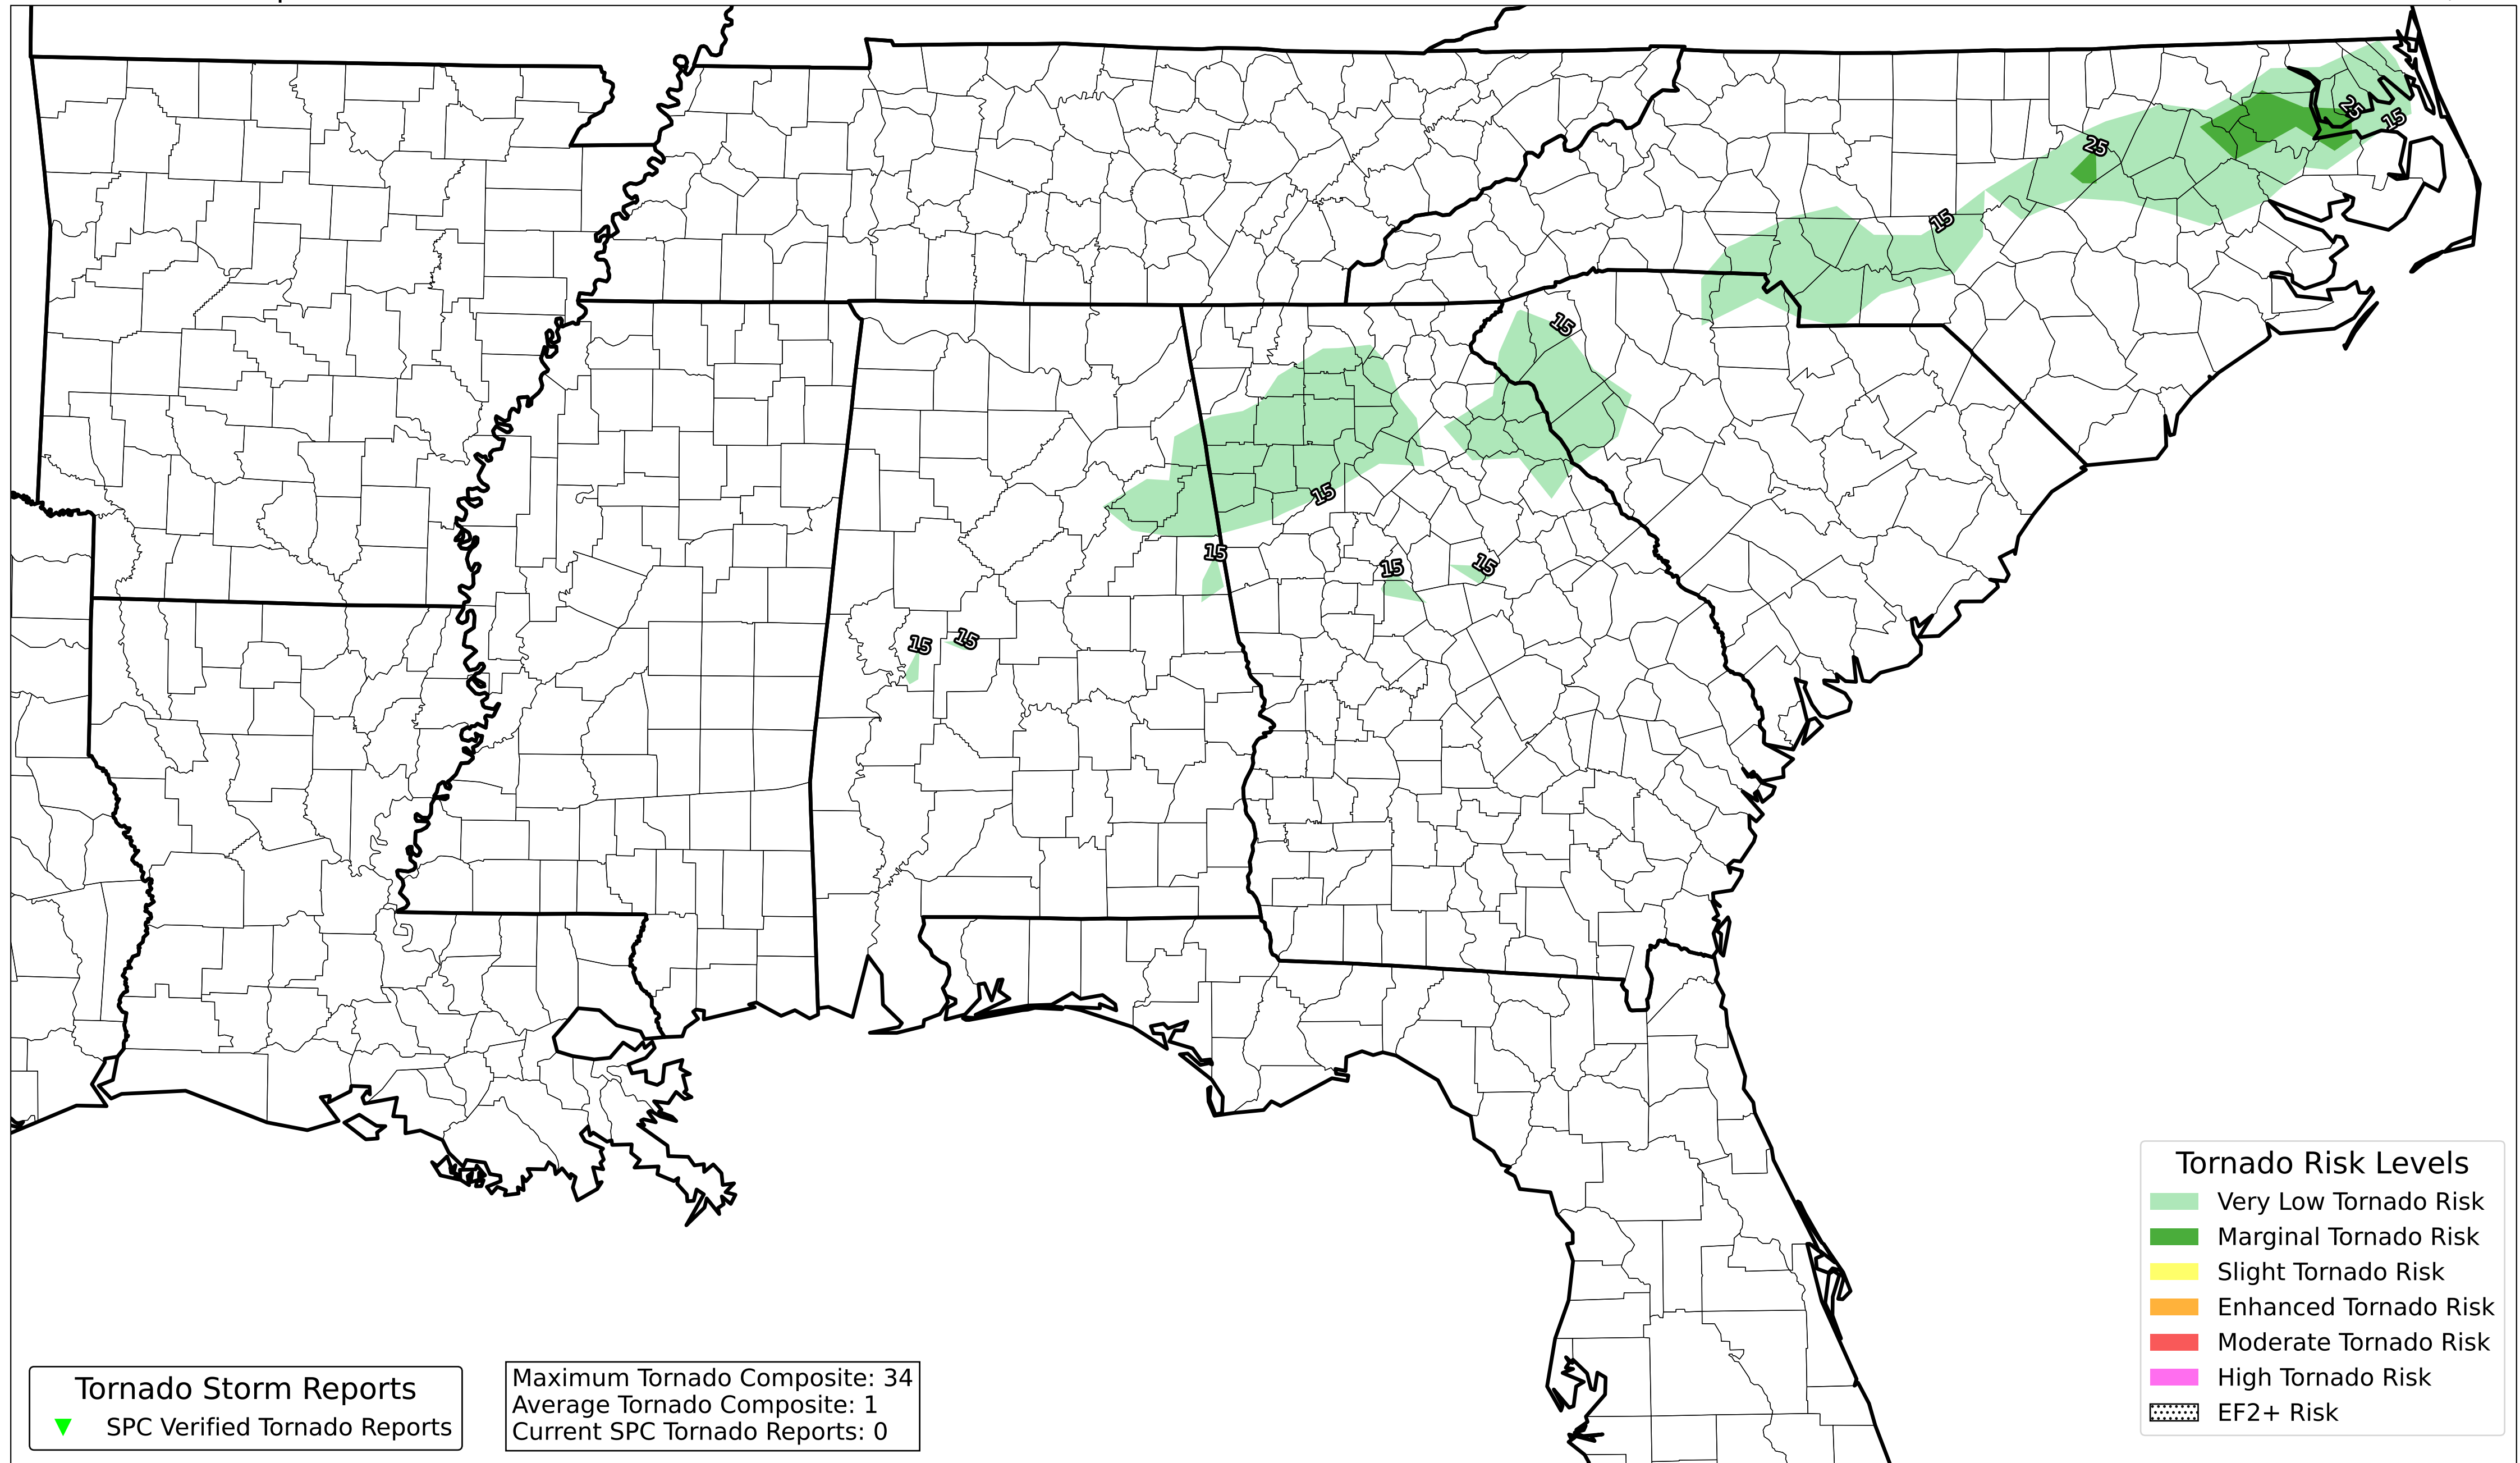 25
15
25
15
15
15
15
15
15
15
15
Tornado Risk Levels
Very Low Tornado Risk
Marginal Tornado Risk
Slight Tornado Risk
Enhanced Tornado Risk
Moderate Tornado Risk
High Tornado Risk
EF2+ Risk
Tornado Storm Reports
SPC Verified Tornado Reports
Maximum Tornado Composite: 34
Average Tornado Composite: 1
Current SPC Tornado Reports: 0